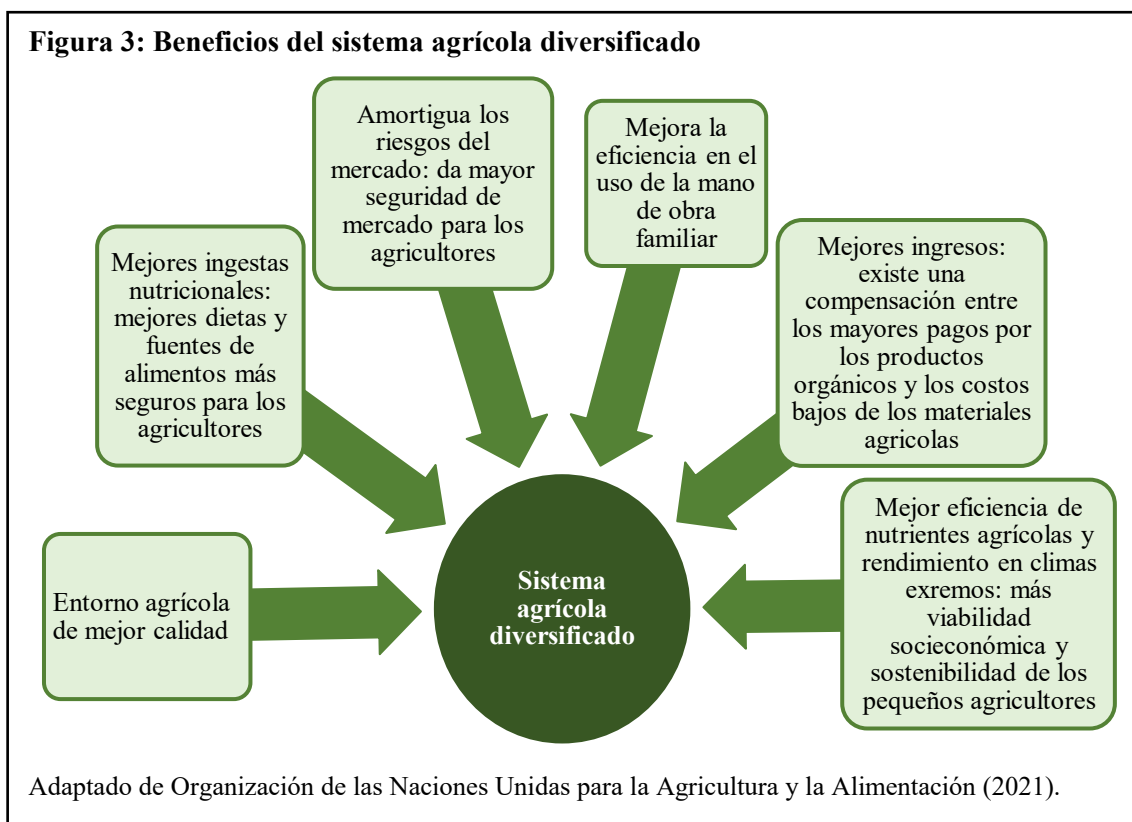 Figura 3: Beneficios del sistema agrícola diversificado
Entorno agrícola
de mejor calidad
Mejores ingestas
nutricionales:
mejores dietas y
fuentes de
alimentos más
seguros para los
agricultores
Amortigua los
riesgos del
mercado: da mayor
seguridad de
mercado para los
agricultores
Mejora la
eficiencia en el
uso de la mano
de obra
familiar
Mejores ingresos:
existe una
compensación entre
los mayores pagos por
los productos
orgánicos y los costos
bajos de los materiales
agricolas
Mejor eficiencia de
nutrientes agrícolas y
rendimiento en climas
exremos: más
viabilidad
socioeconómica y
sostenibilidad de los
pequeños agricultores
Sistema
agrícola
diversificado
Adaptado de Organización de las Naciones Unidas para la Agricultura y la Alimentación (2021).